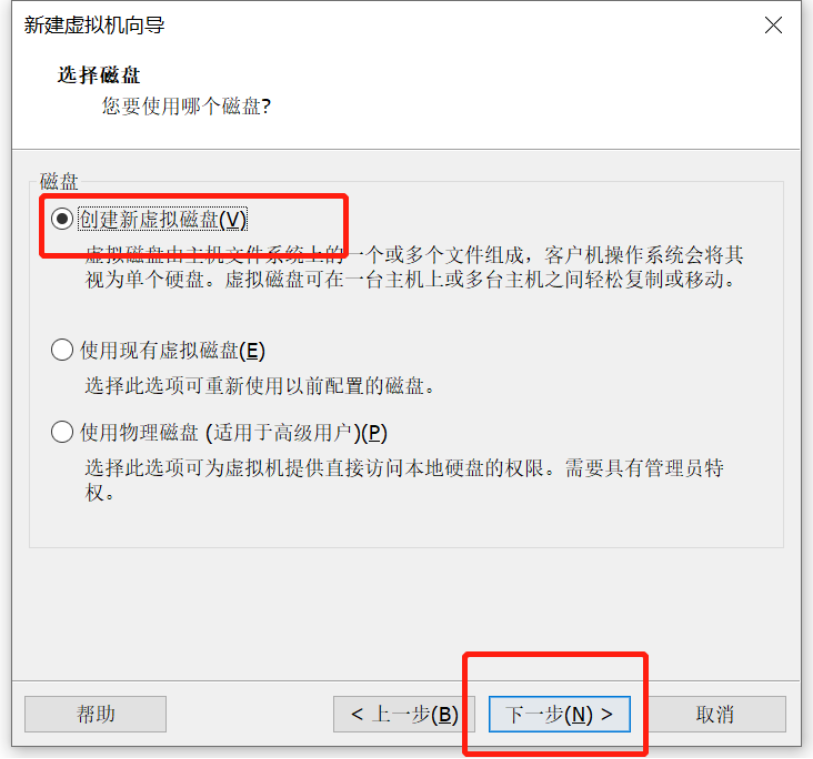 新建虚拟机向导
选择磁盘
您要使用哪个磁盘?
磁盘
创建新虚拟磁盘(V)
虚拟磁盘由主机文件系统上的一个或多个文件组成，客户机操作系统会将其
视为单个硬盘。虚拟磁盘可在一台主机上或多台主机之间轻松复制或移动。
使用现有虚拟磁盘(E)
选择此选项可重新使用以前配置的磁盘。
使用物理磁盘 (适用于高级用户)(P)
选择此选项可为虚拟机提供直接访问本地硬盘的权限。需要具有管理员特
权。
帮助
< 上一步(B)
下一步(N) >
取消